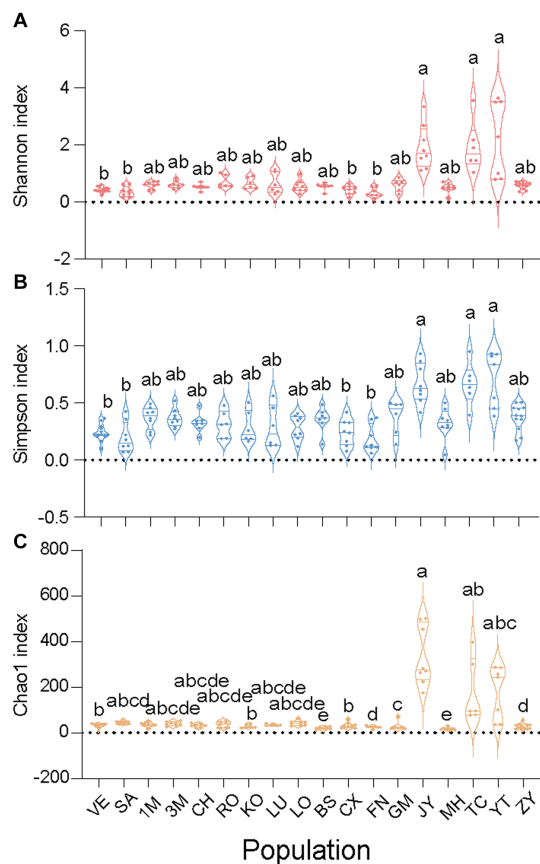 A
Shannon index
6
4
2
0
-2
b b ab ab ab ab ab ab ab ab b b ab a ab a a ab
B
Simpson index
1.5
1.0
0.5
0.0
-0.5
b b ab ab ab ab ab ab ab ab b b ab a ab a a ab
C
Chao1 index
800
600
400
200
0
-200
b abcd abcde abcde abcde b abcde abcde e b d c a e ab abc d
VE SA 1M 3M CH RO KO LU LO BS CX FN GM JY MH TC YT ZY
Population